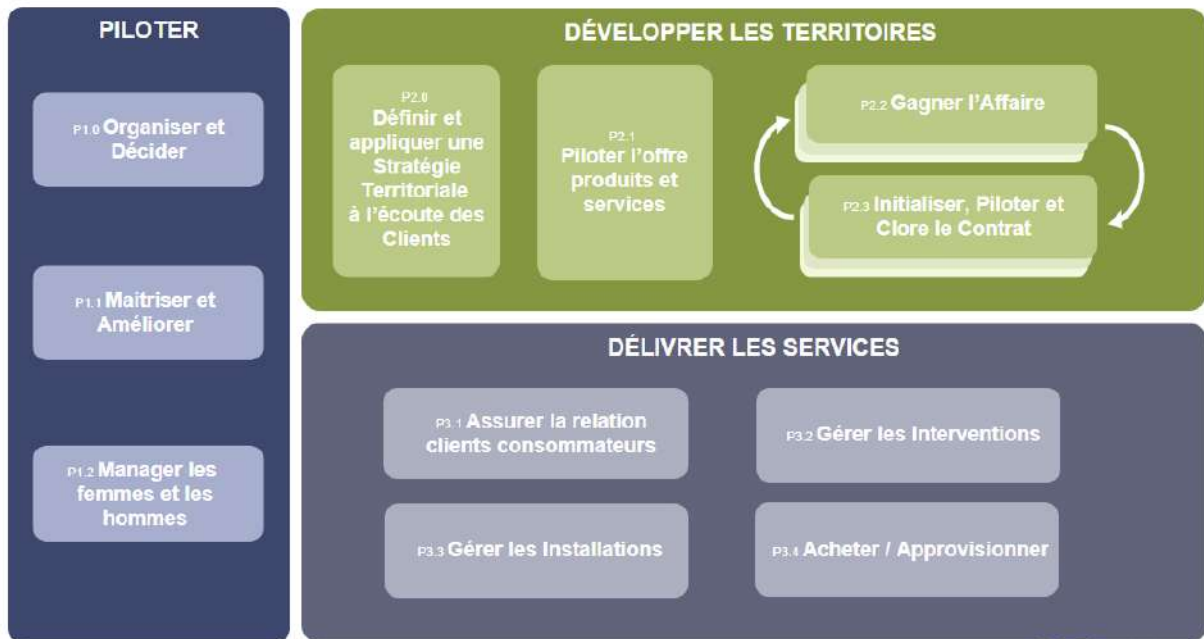 PILOTER
P1.0 Organiser et
Décider
P1.1 Maitriser et
Améliorer
P1.2 Manager les
femmes et les
hommes
DÉVELOPPER LES TERRITOIRES
P2.0
Définir et
appliquer une
Stratégie
Territoriale
à l'écoute des
Clients
P2.1
Piloter l'offre
produits et
services
P2.2 Gagner l'Affaire
P2.3 Initialiser, Piloter et
Clore le Contrat
DÉLIVRER LES SERVICES
P3.1 Assurer la relation
clients consommateurs
P3.2 Gérer les Interventions
P3.3 Gérer les Installations
P3.4 Acheter / Approvisionner